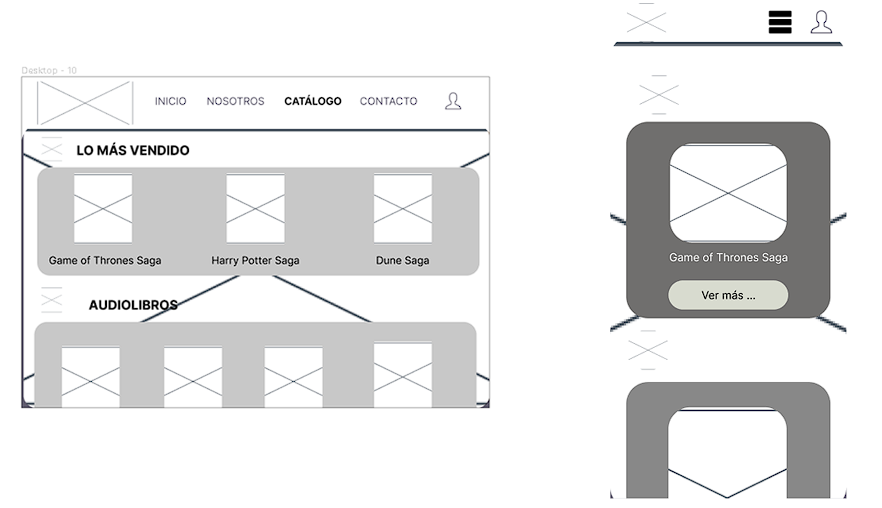 Desktop - 10
INICIO NOSOTROS CATÁLOGO CONTACTO
LO MÁS VENDIDO
Game of Thrones Saga Harry Potter Saga Dune Saga
AUDIOLIBROS
Game of Thrones Saga
Ver más ...